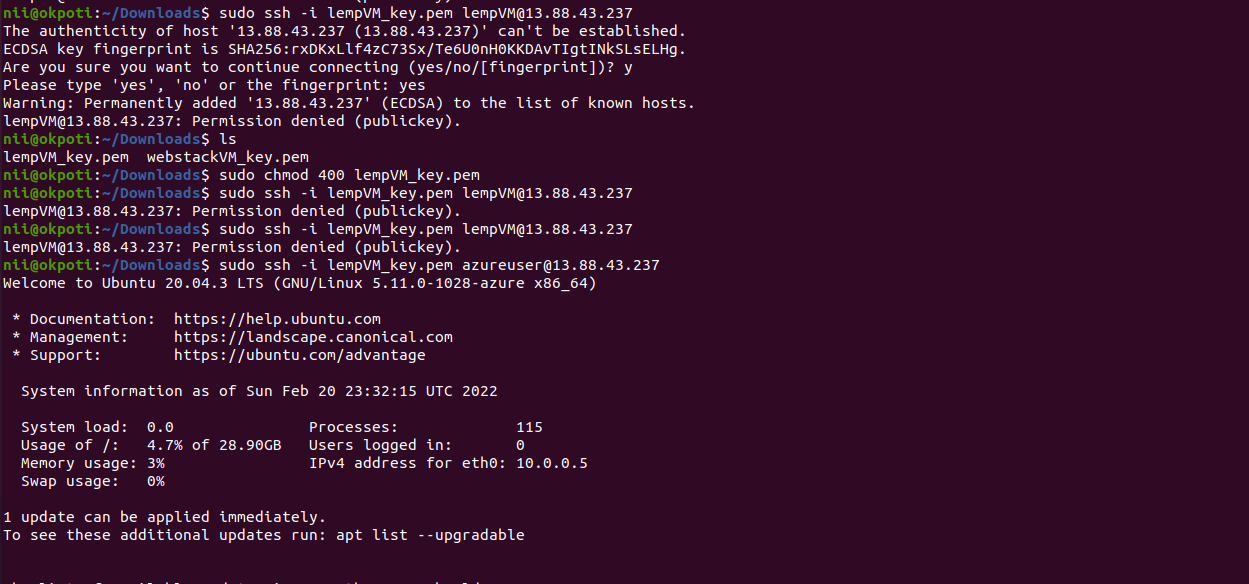 nii@okpoti:~/Downloads$ sudo ssh -i lempVM_key.pem lempVM@13.88.43.237
The authenticity of host '13.88.43.237 (13.88.43.237)' can't be established.
ECDSA key fingerprint is SHA256:rxDKxLlf4zC73Sx/Te6U0nH0KKDAvTIgtINkSLsELHg.
Are you sure you want to continue connecting (yes/no/[fingerprint])? y
Please type 'yes', 'no' or the fingerprint: yes
Warning: Permanently added '13.88.43.237' (ECDSA) to the list of known hosts.
lempVM@13.88.43.237: Permission denied (publickey).
nii@okpoti:~/Downloads$ ls
lempVM_key.pem  webstackVM_key.pem
nii@okpoti:~/Downloads$ sudo chmod 400 lempVM_key.pem
nii@okpoti:~/Downloads$ sudo ssh -i lempVM_key.pem lempVM@13.88.43.237
lempVM@13.88.43.237: Permission denied (publickey).
nii@okpoti:~/Downloads$ sudo ssh -i lempVM_key.pem lempVM@13.88.43.237
lempVM@13.88.43.237: Permission denied (publickey).
nii@okpoti:~/Downloads$ sudo ssh -i lempVM_key.pem azureuser@13.88.43.237
Welcome to Ubuntu 20.04.3 LTS (GNU/Linux 5.11.0-1028-azure x86_64)
* Documentation:  https://help.ubuntu.com
* Management:     https://landscape.canonical.com
* Support:        https://ubuntu.com/advantage
System information as of Sun Feb 20 23:32:15 UTC 2022
System load:  0.0                Processes:             115
Usage of /:   4.7% of 28.90GB   Users logged in:       0
Memory usage: 3%                 IPv4 address for eth0: 10.0.0.5
Swap usage:   0%
1 update can be applied immediately.
To see these additional updates run: apt list --upgradable